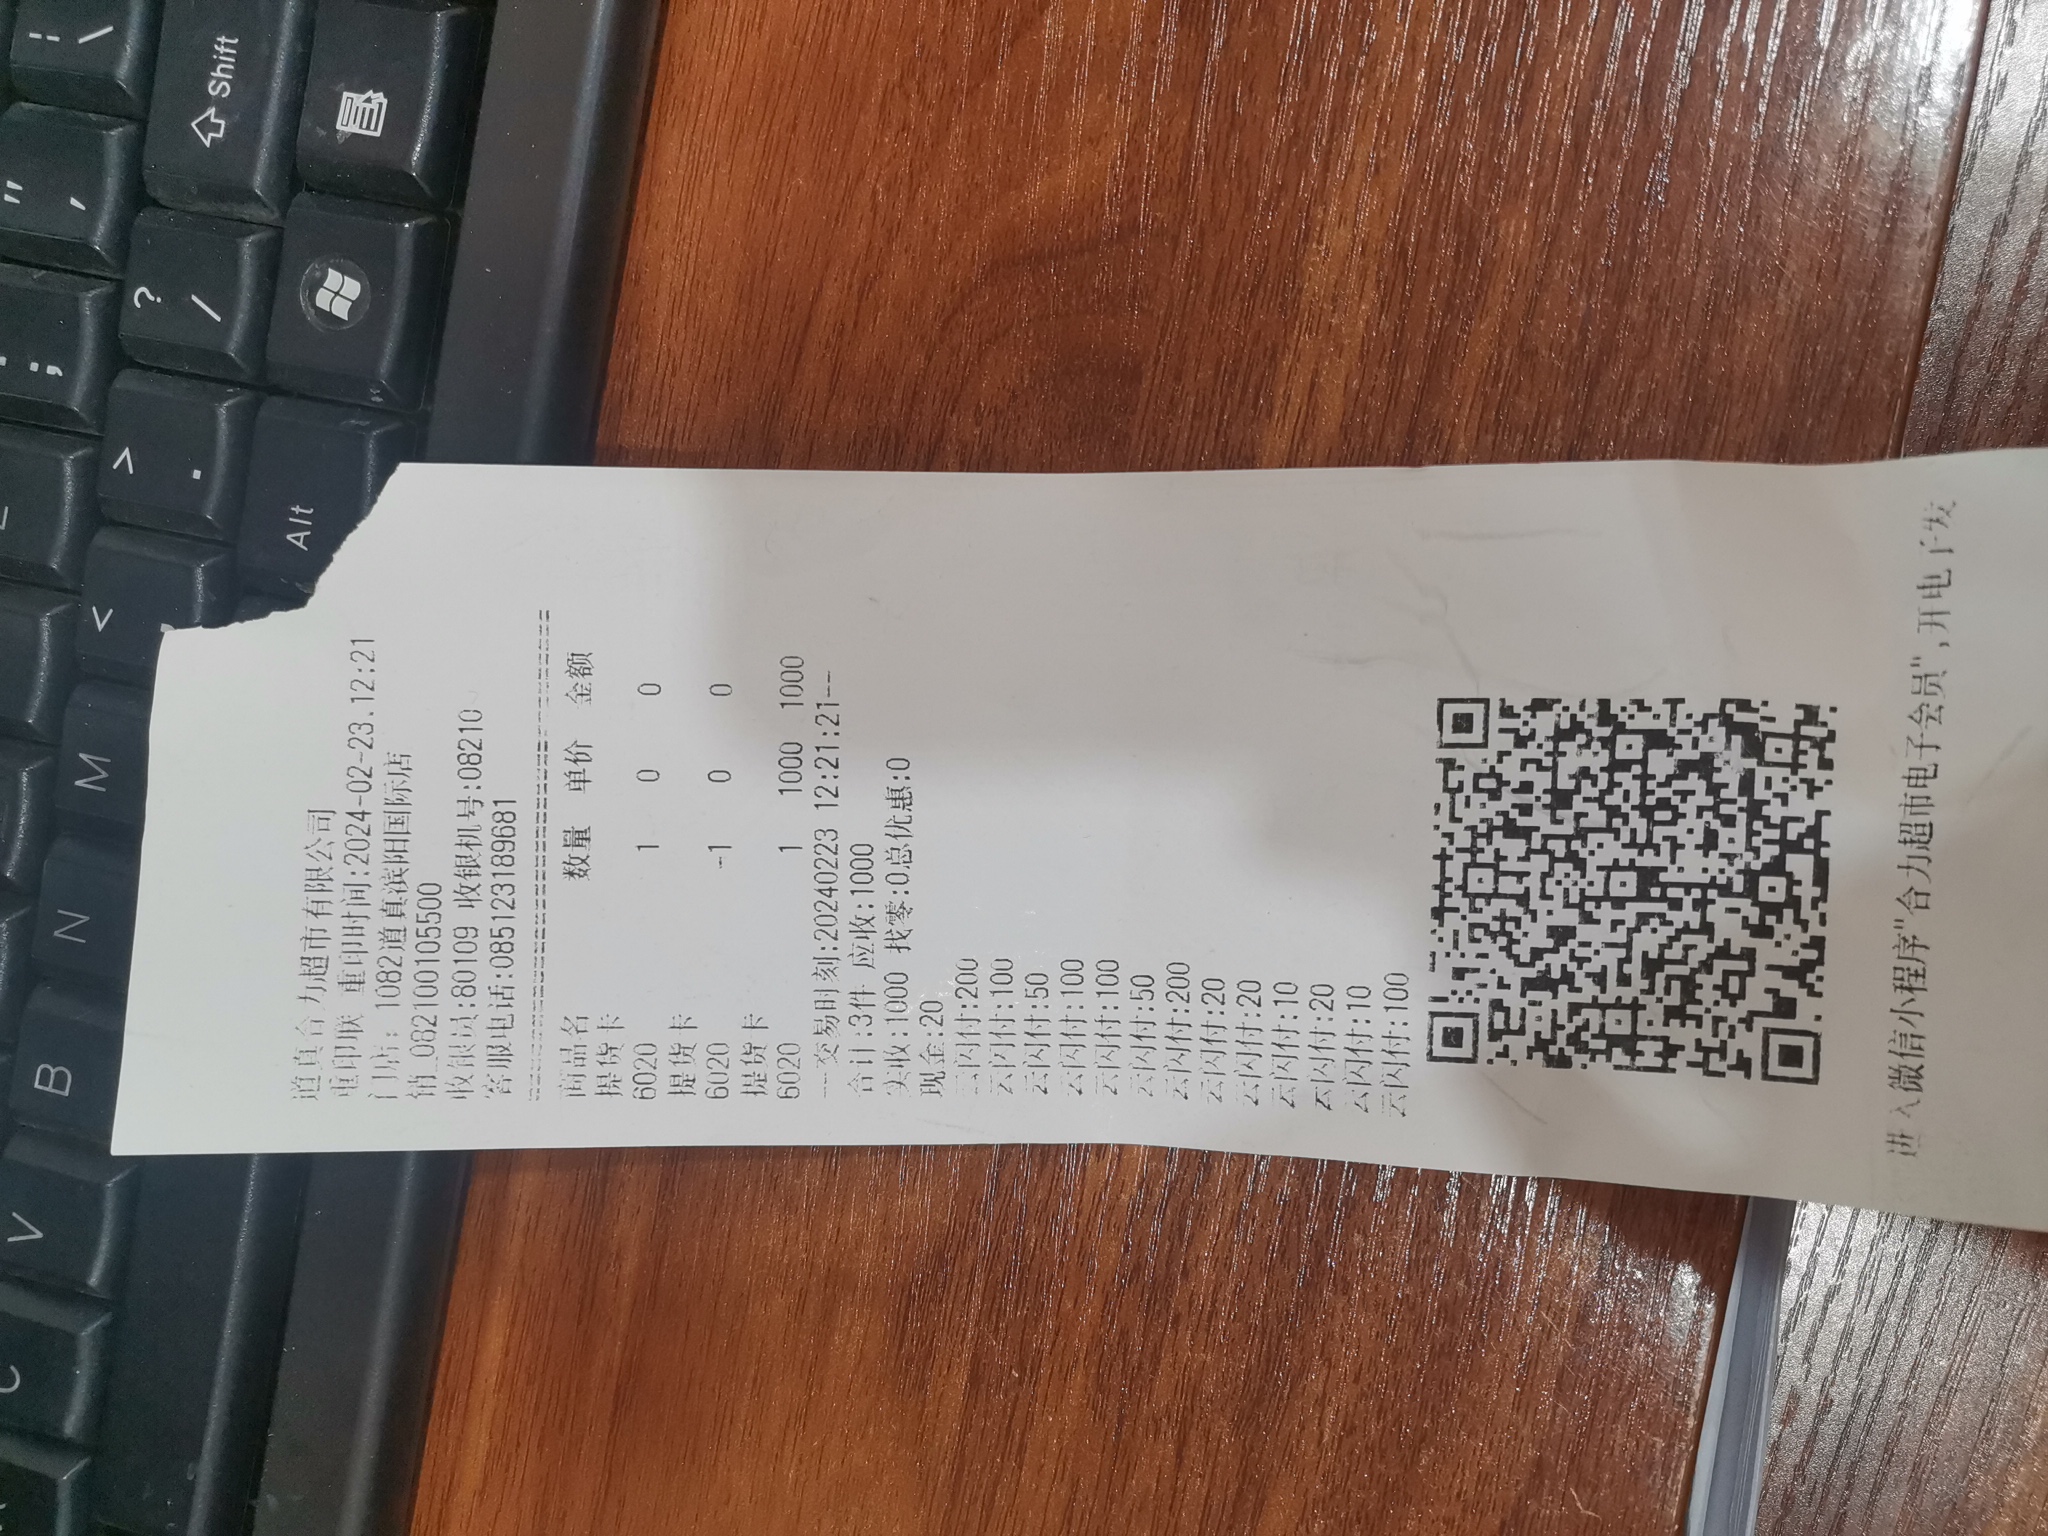 道真合力超市有限公司
重印联 重印时间:2024-02-23.12:21
门店: 1082道真滨阳国际店
销_082100105500
收银员:80109 收银机号:08210
客服电话:085123189681
商品名 数量 单价 金额
提货卡
6020 1 0 0
提货卡
6020 -1 0 0
提货卡
6020 1 1000 1000
--交易时刻:20240223 12:21:21--
合计:3件 应收:1000
实收:1000 找零:0总优惠:0
现金:20
云闪付:200
云闪付:100
云闪付:50
云闪付:100
云闪付:100
云闪付:50
云闪付:200
云闪付:20
云闪付:20
云闪付:10
云闪付:20
云闪付:10
云闪付:100
进入微信小程序"合力超市电子会员",开电子发
Shift
Alt
? /
> .
<
M
N
B
V
C